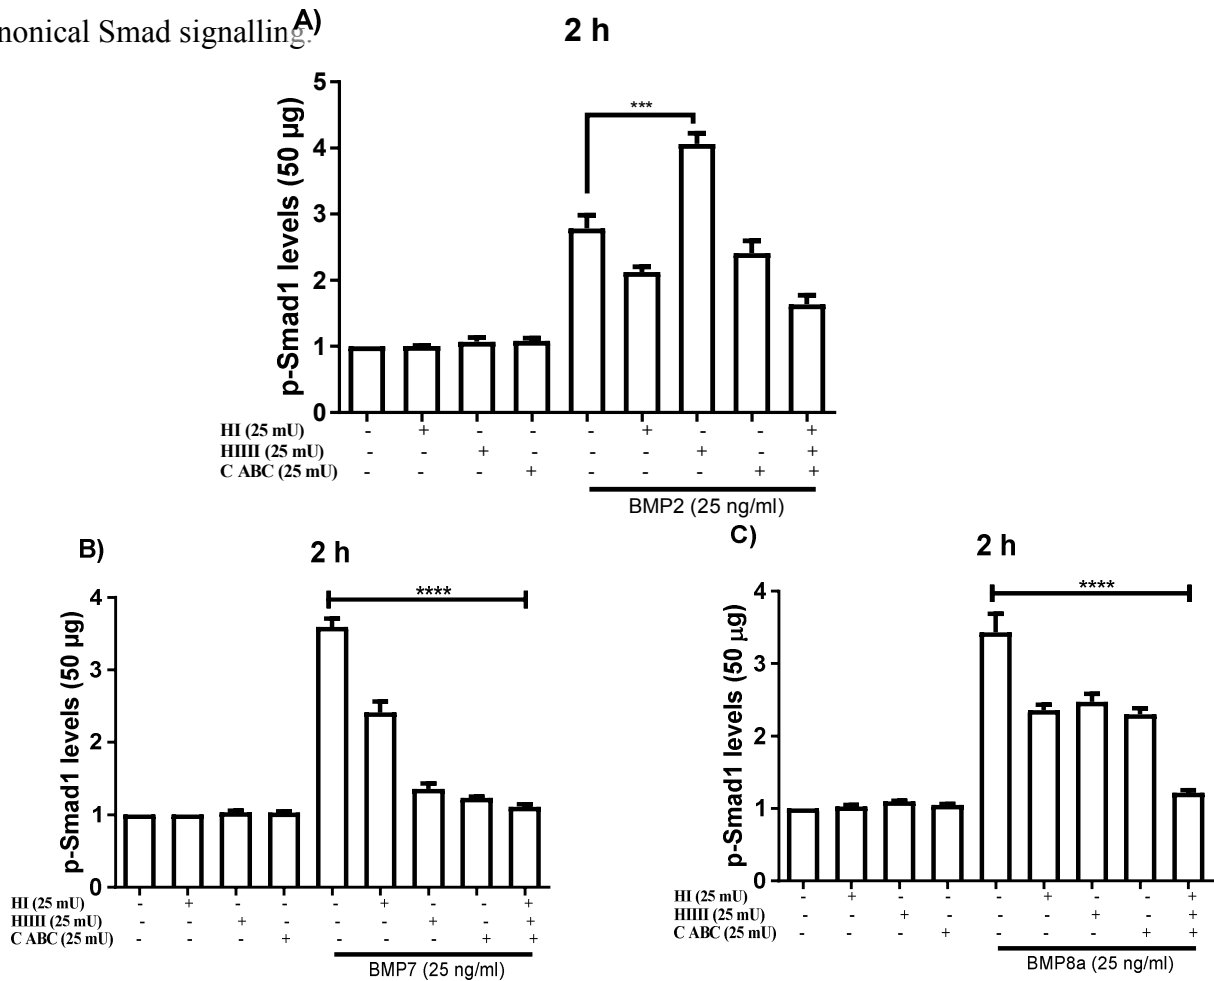 nonical Smad signalling.
A)
2 h
***
p-Smad1 levels (50 µg)
5
4
3
2
1
0
HI (25 mU) - + - - - + - - +
HIIII (25 mU) - - + - - - + - +
C ABC (25 mU) - - - + - - - + +
BMP2 (25 ng/ml)
B)
2 h
****
p-Smad1 levels (50 µg)
4
3
2
1
0
HI (25 mU) - + - - - + - - +
HIIII (25 mU) - - + - - - + - +
C ABC (25 mU) - - - + - - - + +
BMP7 (25 ng/ml)
C)
2 h
****
p-Smad1 levels (50 µg)
4
3
2
1
0
HI (25 mU) - + - - - + - - +
HIIII (25 mU) - - + - - - + - +
C ABC (25 mU) - - - + - - - + +
BMP8a (25 ng/ml)